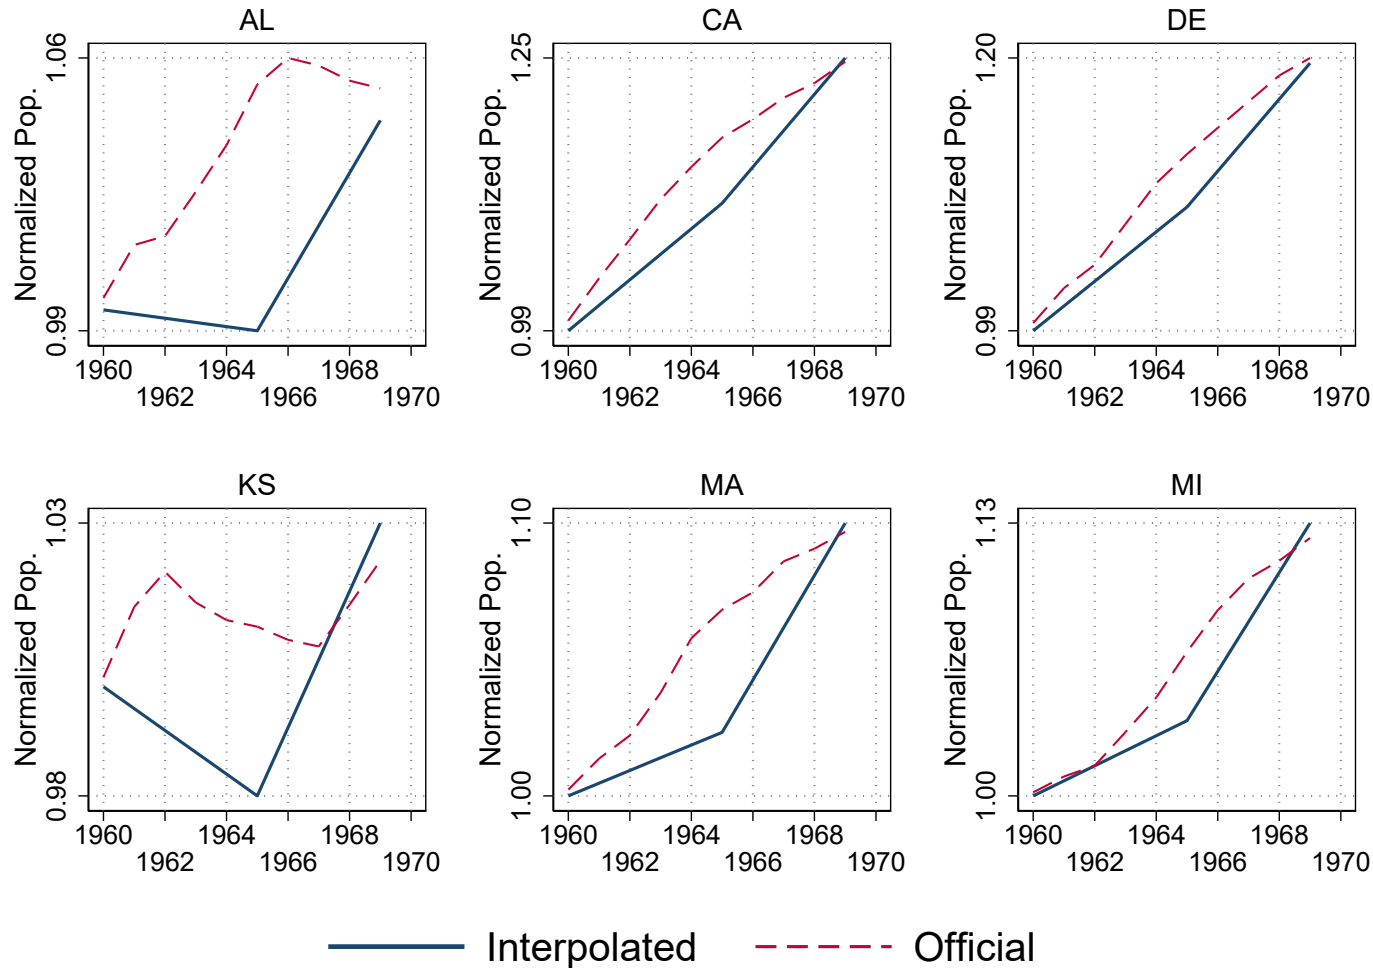 AL
CA
DE
Normalized Pop.
1.06
0.99
1960 1962 1964 1966 1968 1970
Normalized Pop.
1.25
0.99
1960 1962 1964 1966 1968 1970
Normalized Pop.
1.20
0.99
1960 1962 1964 1966 1968 1970
KS
MA
MI
Normalized Pop.
1.03
0.98
1960 1962 1964 1966 1968 1970
Normalized Pop.
1.10
1.00
1960 1962 1964 1966 1968 1970
Normalized Pop.
1.13
1.00
1960 1962 1964 1966 1968 1970
Interpolated Official